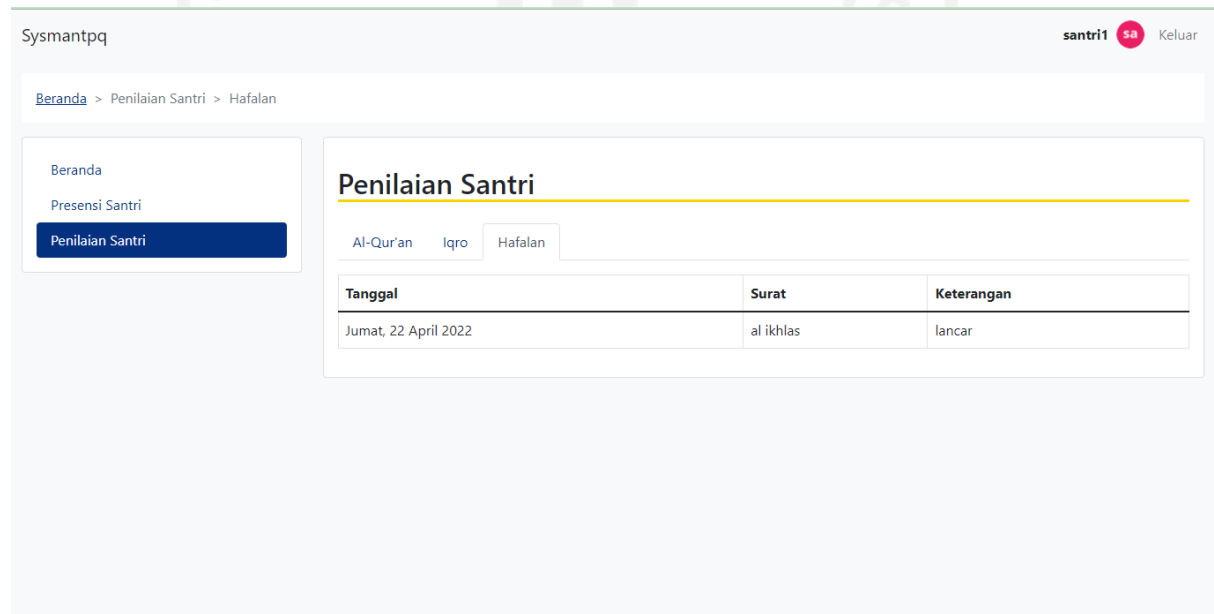 Sysmantpq
santri1 sa Keluar
Beranda > Penilaian Santri > Hafalan
Beranda
Presensi Santri
Penilaian Santri
Penilaian Santri
Al-Qur'an Iqro Hafalan
Tanggal Surat Keterangan
Jumat, 22 April 2022 al ikhlas lancar